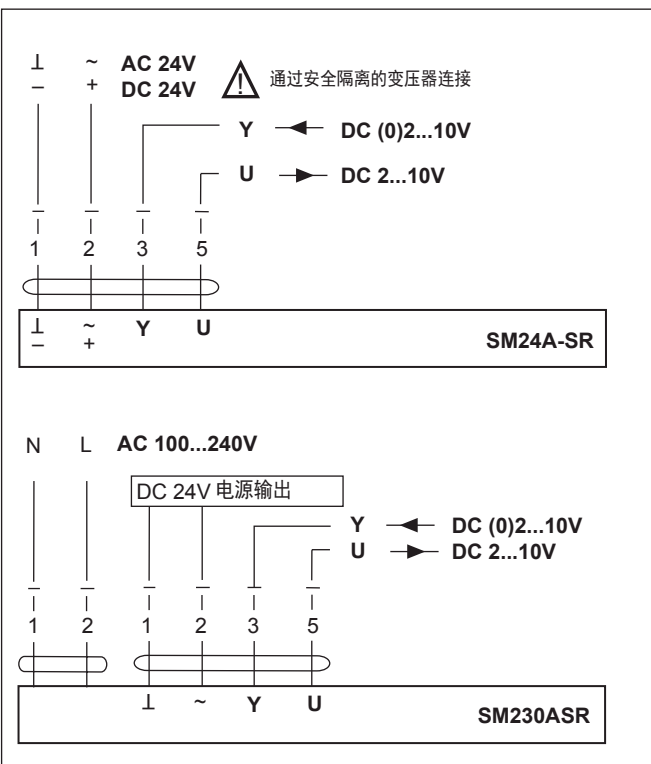 ⊥ ~ AC 24V
− + DC 24V
通过安全隔离的变压器连接
Y DC (0)2...10V
U DC 2...10V
1 2 3 5
⊥ ~ Y U
− +
SM24A-SR
N L AC 100...240V
DC 24V 电源输出
Y DC (0)2...10V
U DC 2...10V
1 2 1 2 3 5
⊥ ~ Y U
SM230ASR